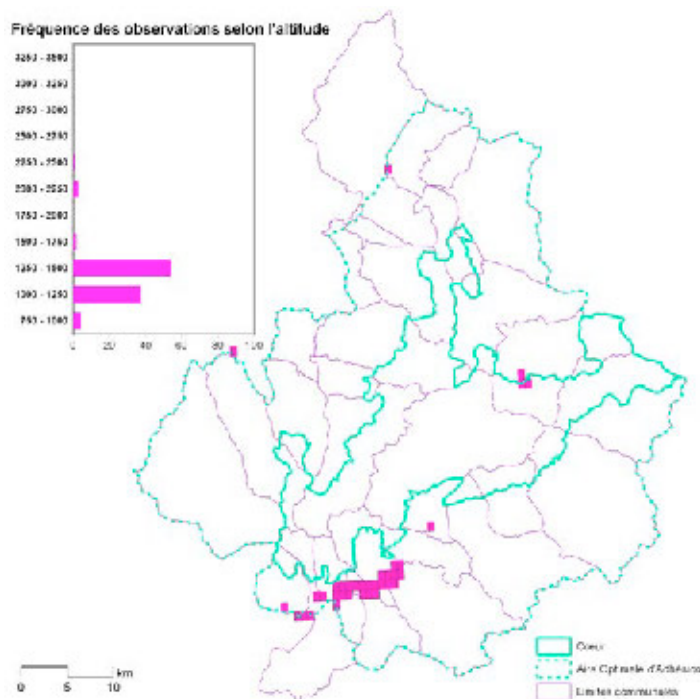 Fréquence des observations selon l'altitude
3250 - 3500
3000 - 3250
2750 - 3000
2500 - 2750
2250 - 2500
2000 - 2250
1750 - 2000
1500 - 1750
1250 - 1500
1000 - 1250
750 - 1000
0 20 40 60 80 100
0 5 10 km
Cœur
Aire Optimale d'Adhésion
Limites communales